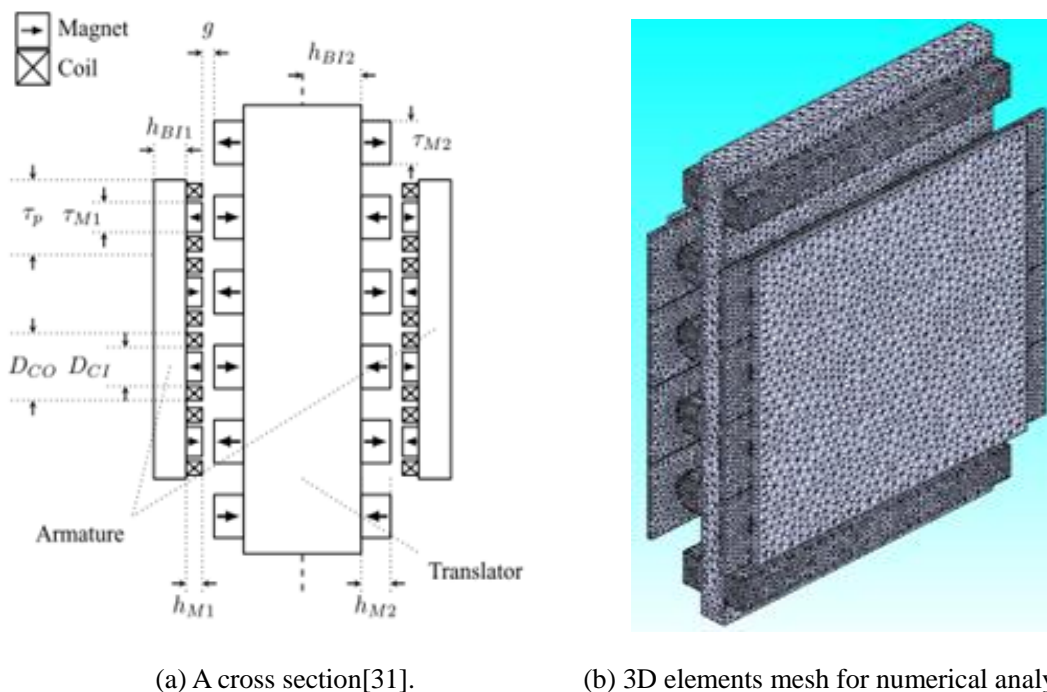 Magnet
Coil
g
h_{BI2}
h_{BI1}
τ_{M2}
τ_p
τ_{M1}
D_{CO}
D_{CI}
Armature
Translator
h_{M1}
h_{M2}
(a) A cross section[31].
(b) 3D elements mesh for numerical analy